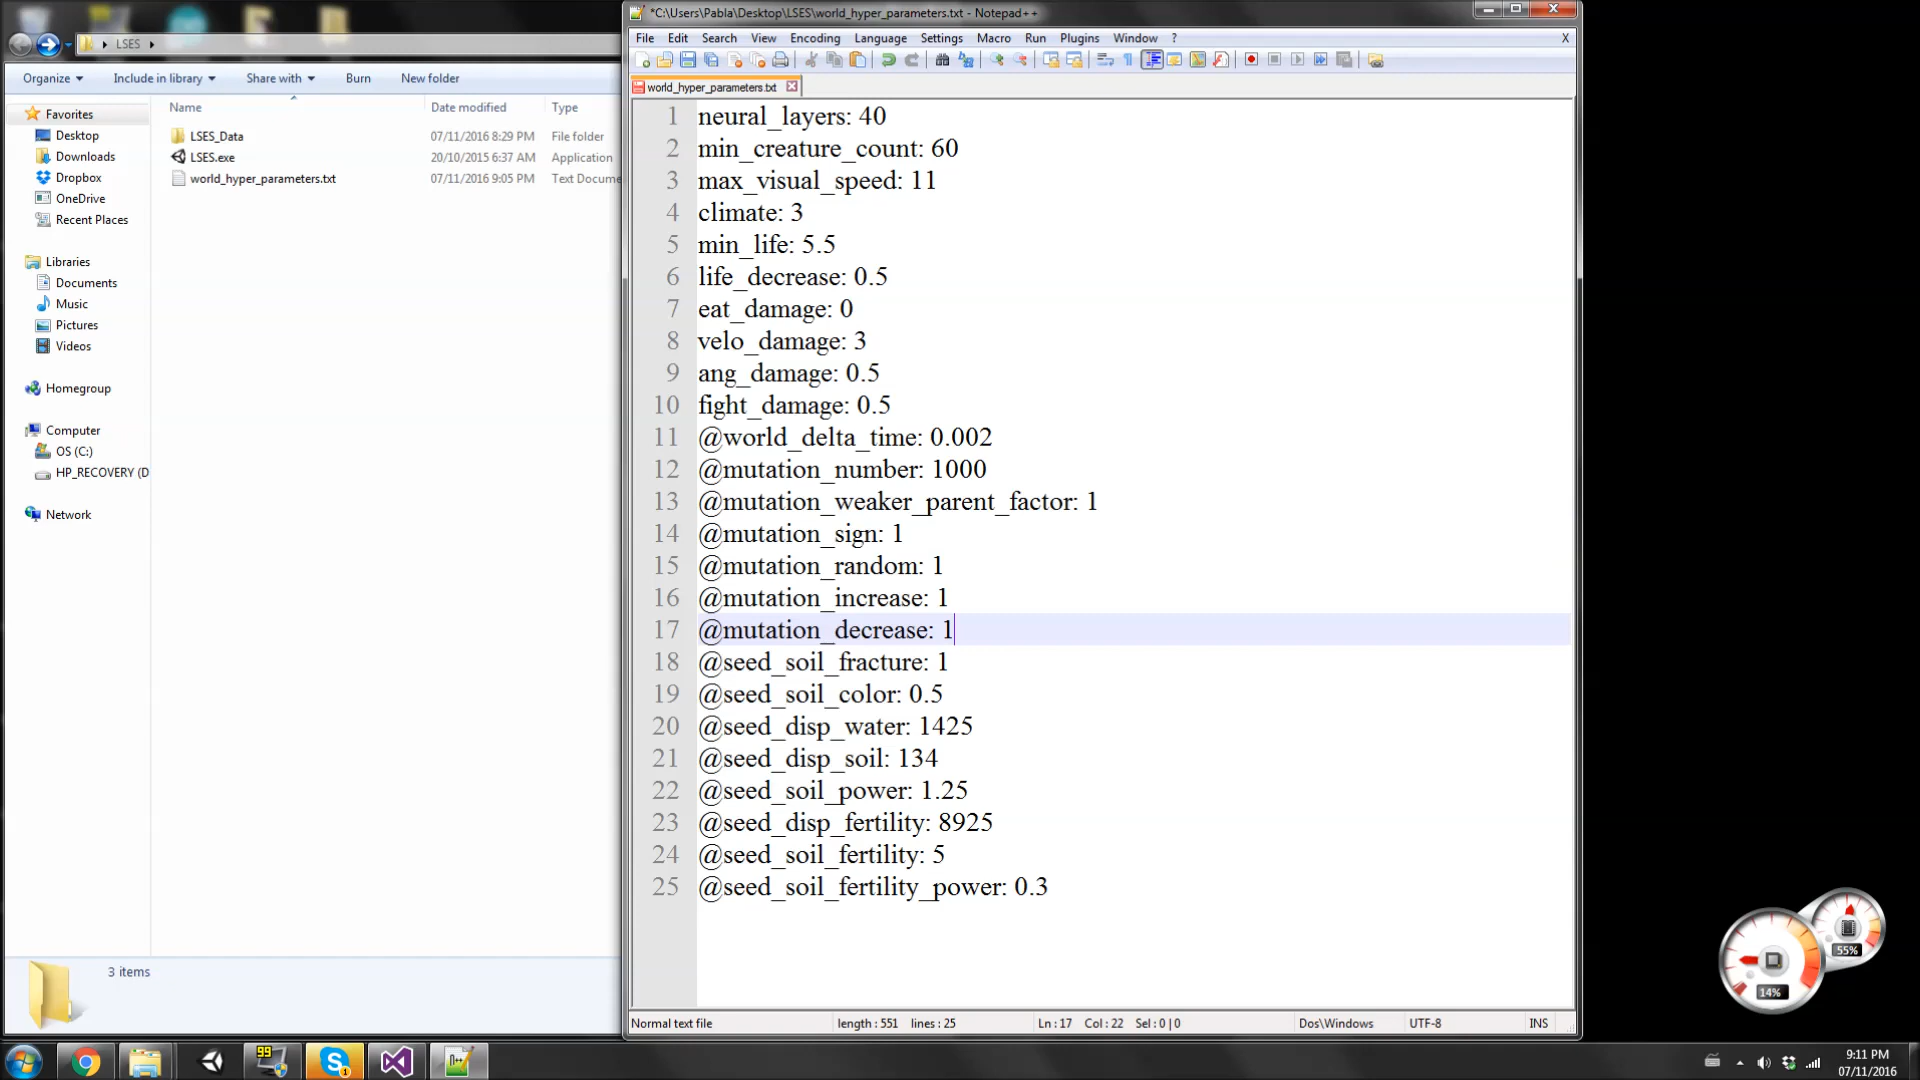 *C:\Users\Pabla\Desktop\LSES\world_hyper_parameters.txt - Notepad++
LSES
File Edit Search View Encoding Language Settings Macro Run Plugins Window ? X
Organize Include in library Share with Burn New folder
world_hyper_parameters.txt
Name Date modified Type
Favorites
Desktop
Downloads
Dropbox
OneDrive
Recent Places
Libraries
Documents
Music
Pictures
Videos
Homegroup
Computer
OS (C:)
HP_RECOVERY (D
Network
LSES_Data 07/11/2016 8:29 PM File folder
LSES.exe 20/10/2015 6:37 AM Application
world_hyper_parameters.txt 07/11/2016 9:05 PM Text Docume
3 items
1 neural_layers: 40
2 min_creature_count: 60
3 max_visual_speed: 11
4 climate: 3
5 min_life: 5.5
6 life_decrease: 0.5
7 eat_damage: 0
8 velo_damage: 3
9 ang_damage: 0.5
10 fight_damage: 0.5
11 @world_delta_time: 0.002
12 @mutation_number: 1000
13 @mutation_weaker_parent_factor: 1
14 @mutation_sign: 1
15 @mutation_random: 1
16 @mutation_increase: 1
17 @mutation_decrease: 1
18 @seed_soil_fracture: 1
19 @seed_soil_color: 0.5
20 @seed_disp_water: 1425
21 @seed_disp_soil: 134
22 @seed_soil_power: 1.25
23 @seed_disp_fertility: 8925
24 @seed_soil_fertility: 5
25 @seed_soil_fertility_power: 0.3
Normal text file length : 551 lines : 25 Ln : 17 Col : 22 Sel : 0 | 0 Dos\Windows UTF-8 INS
55%
14%
99
9:11 PM
07/11/2016